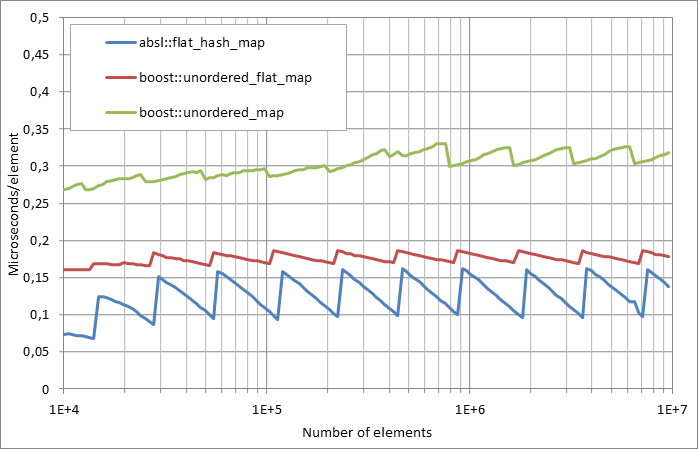 0,5
0,45
0,4
0,35
0,3
0,25
0,2
0,15
0,1
0,05
0
Microseconds/element
absl::flat_hash_map
boost::unordered_flat_map
boost::unordered_map
1E+4 1E+5 1E+6 1E+7
Number of elements